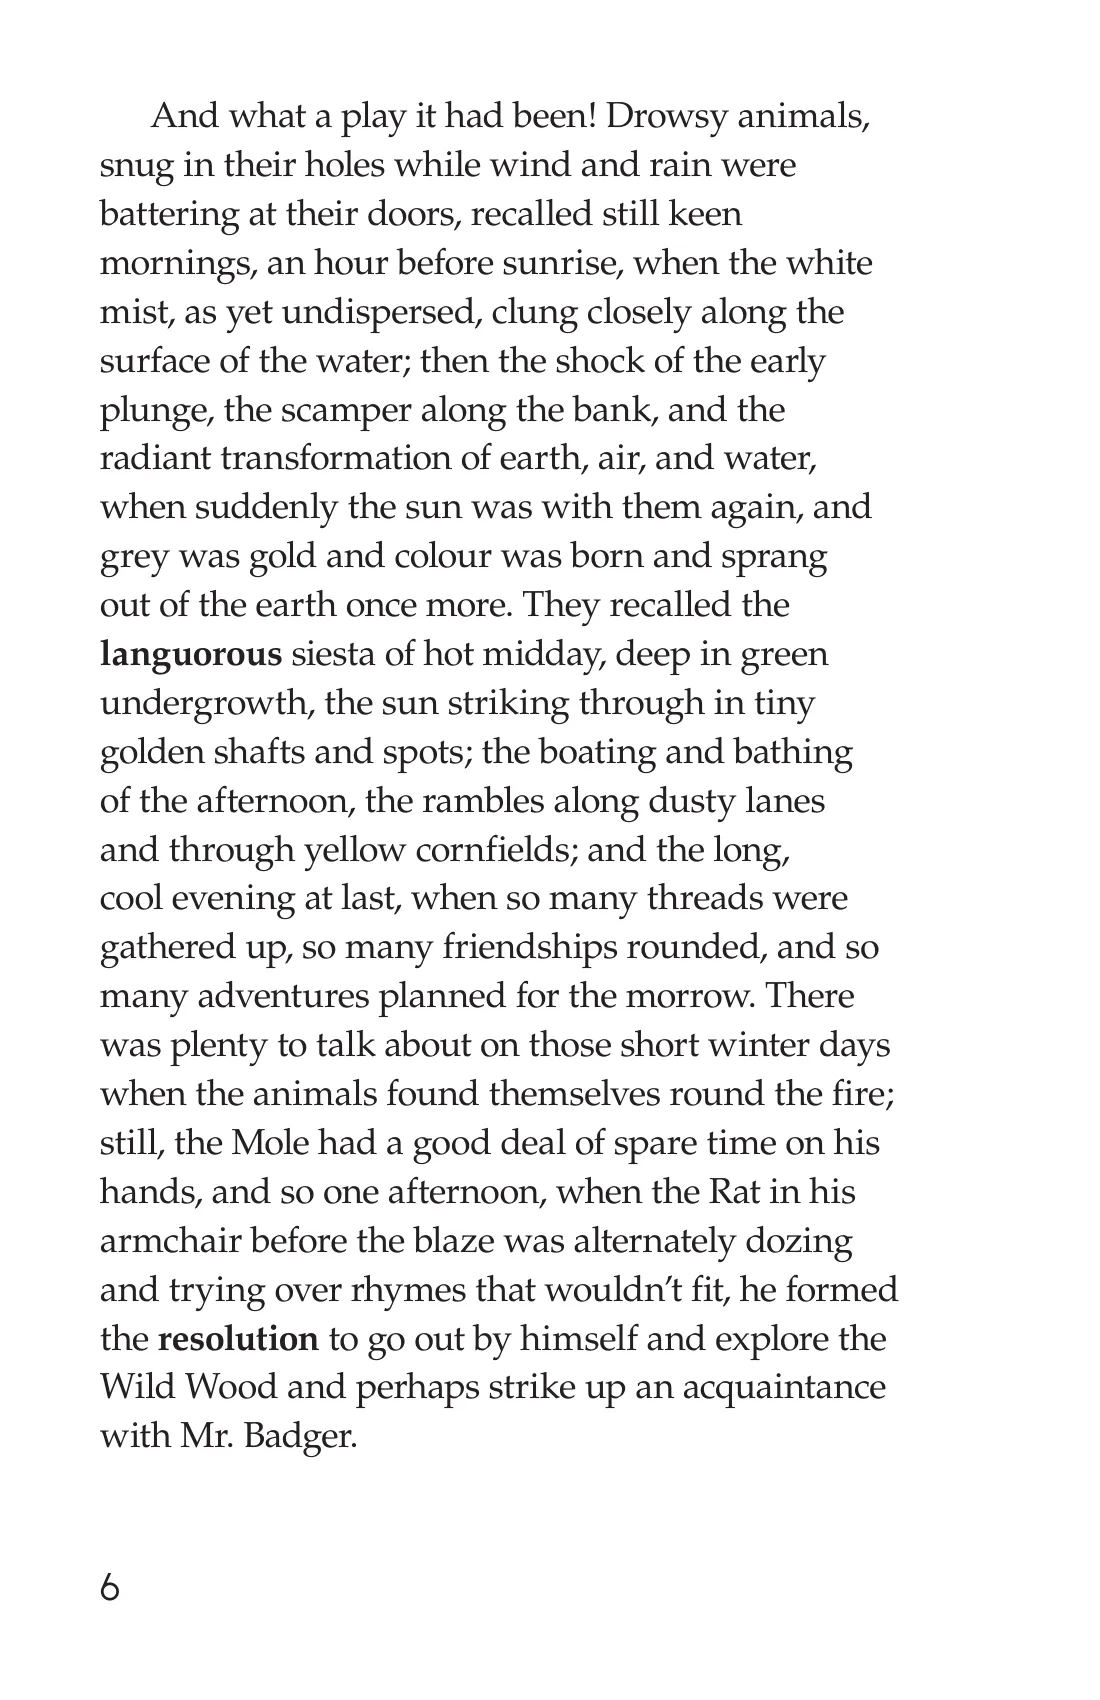 And what a play it had been! Drowsy animals,
snug in their holes while wind and rain were
battering at their doors, recalled still keen
mornings, an hour before sunrise, when the white
mist, as yet undispersed, clung closely along the
surface of the water; then the shock of the early
plunge, the scamper along the bank, and the
radiant transformation of earth, air, and water,
when suddenly the sun was with them again, and
grey was gold and colour was born and sprang
out of the earth once more. They recalled the
languorous siesta of hot midday, deep in green
undergrowth, the sun striking through in tiny
golden shafts and spots; the boating and bathing
of the afternoon, the rambles along dusty lanes
and through yellow cornfields; and the long,
cool evening at last, when so many threads were
gathered up, so many friendships rounded, and so
many adventures planned for the morrow. There
was plenty to talk about on those short winter days
when the animals found themselves round the fire;
still, the Mole had a good deal of spare time on his
hands, and so one afternoon, when the Rat in his
armchair before the blaze was alternately dozing
and trying over rhymes that wouldn’t fit, he formed
the resolution to go out by himself and explore the
Wild Wood and perhaps strike up an acquaintance
with Mr. Badger.
6